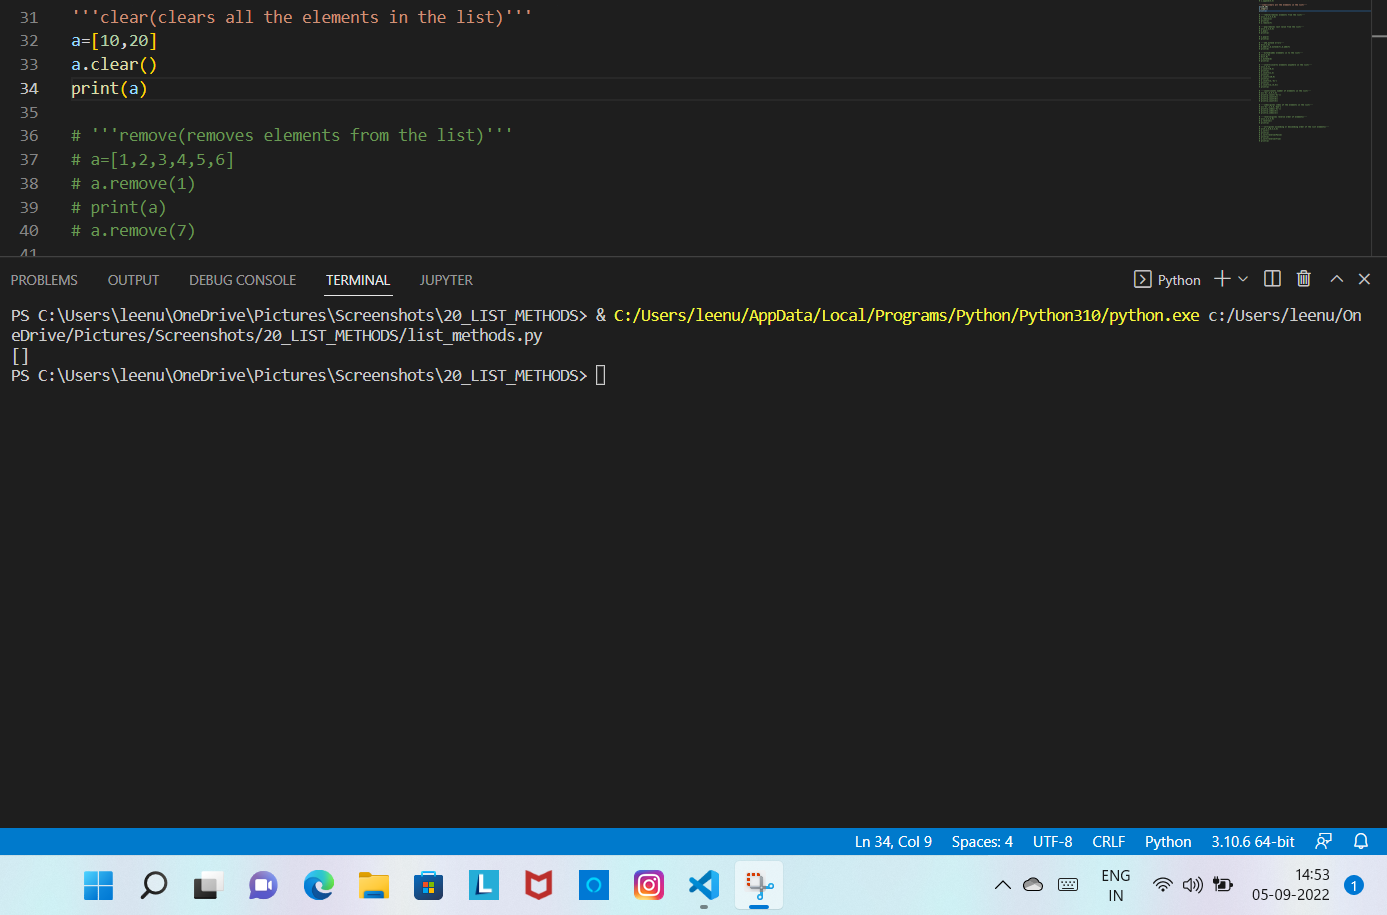 31 '''clear(clears all the elements in the list)'''
32 a=[10,20]
33 a.clear()
34 print(a)
35
36 # '''remove(removes elements from the list)'''
37 # a=[1,2,3,4,5,6]
38 # a.remove(1)
39 # print(a)
40 # a.remove(7)
41
PROBLEMS OUTPUT DEBUG CONSOLE TERMINAL JUPYTER Python
PS C:\Users\leenu\OneDrive\Pictures\Screenshots\20_LIST_METHODS> & C:/Users/leenu/AppData/Local/Programs/Python/Python310/python.exe c:/Users/leenu/On
eDrive/Pictures/Screenshots/20_LIST_METHODS/list_methods.py
[]
PS C:\Users\leenu\OneDrive\Pictures\Screenshots\20_LIST_METHODS>
Ln 34, Col 9 Spaces: 4 UTF-8 CRLF Python 3.10.6 64-bit
ENG 14:53
IN 05-09-2022 1